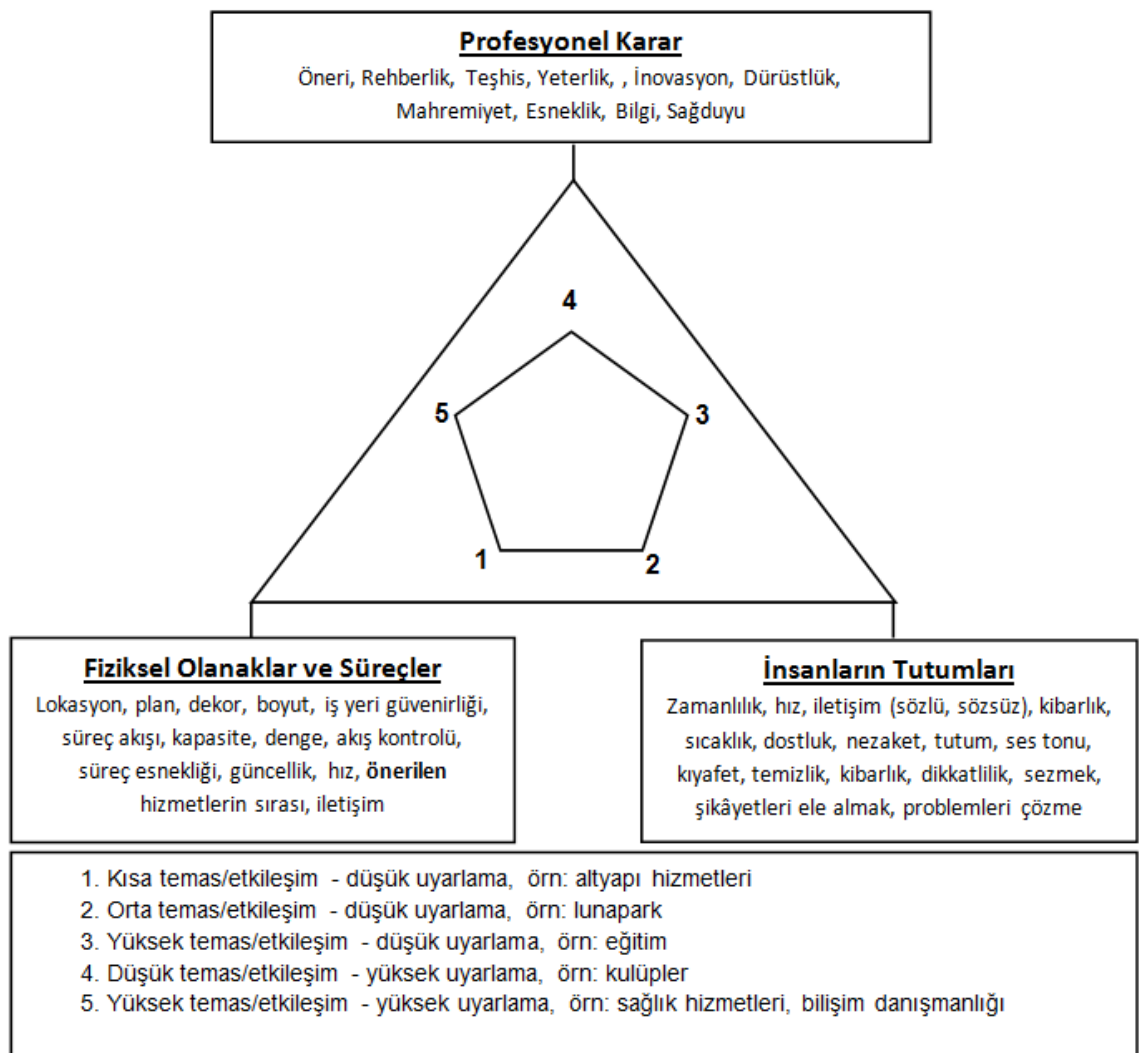 Profesyonel Karar
Öneri, Rehberlik, Teşhis, Yeterlik, , İnovasyon, Dürüstlük,
Mahremiyet, Esneklik, Bilgi, Sağduyu
4
5
3
1
2
Fiziksel Olanaklar ve Süreçler
Lokasyon, plan, dekor, boyut, iş yeri güvenirliği,
süreç akışı, kapasite, denge, akış kontrolü,
süreç esnekliği, güncellik, hız, önerilen
hizmetlerin sırası, iletişim
İnsanların Tutumları
Zamanlılık, hız, iletişim (sözlü, sözsüz), kibarlık,
sıcaklık, dostluk, nezaket, tutum, ses tonu,
kıyafet, temizlik, kibarlık, dikkatlilik, sezmek,
şikâyetleri ele almak, problemleri çözme
1. Kısa temas/etkileşim - düşük uyarlama, örn: altyapı hizmetleri
2. Orta temas/etkileşim - düşük uyarlama, örn: lunapark
3. Yüksek temas/etkileşim - düşük uyarlama, örn: eğitim
4. Düşük temas/etkileşim - yüksek uyarlama, örn: kulüpler
5. Yüksek temas/etkileşim - yüksek uyarlama, örn: sağlık hizmetleri, bilişim danışmanlığı